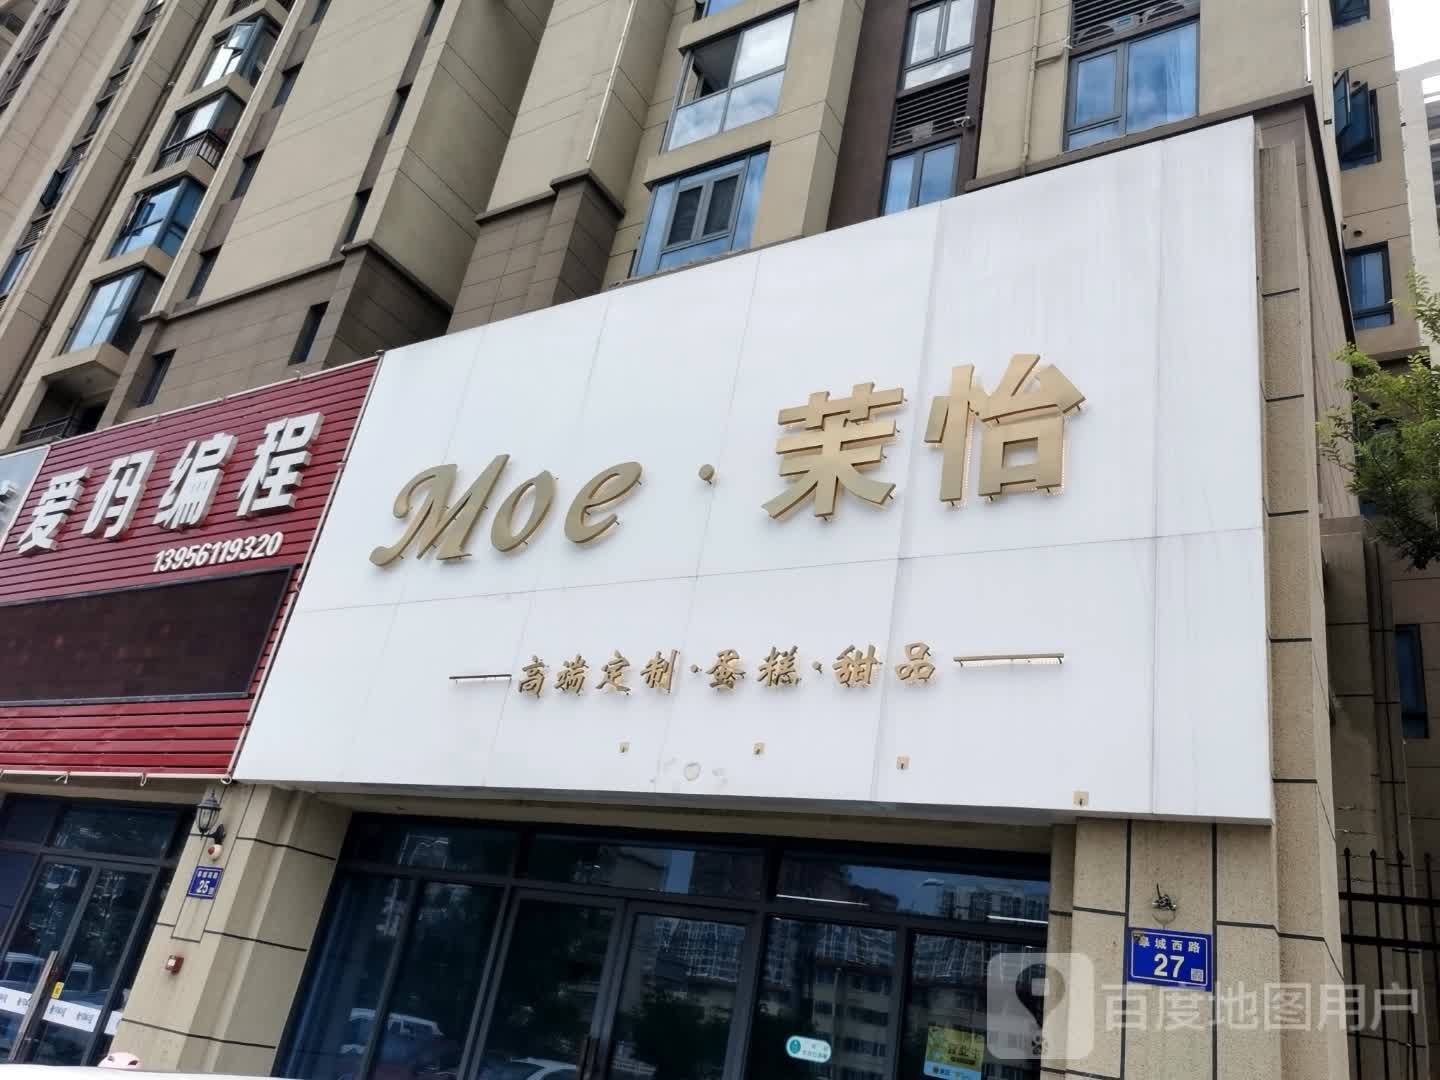 爱码编程
13956119320
Moe·茉怡
高端定制·蛋糕·甜品
25
阜城西路
27
百度地图用户